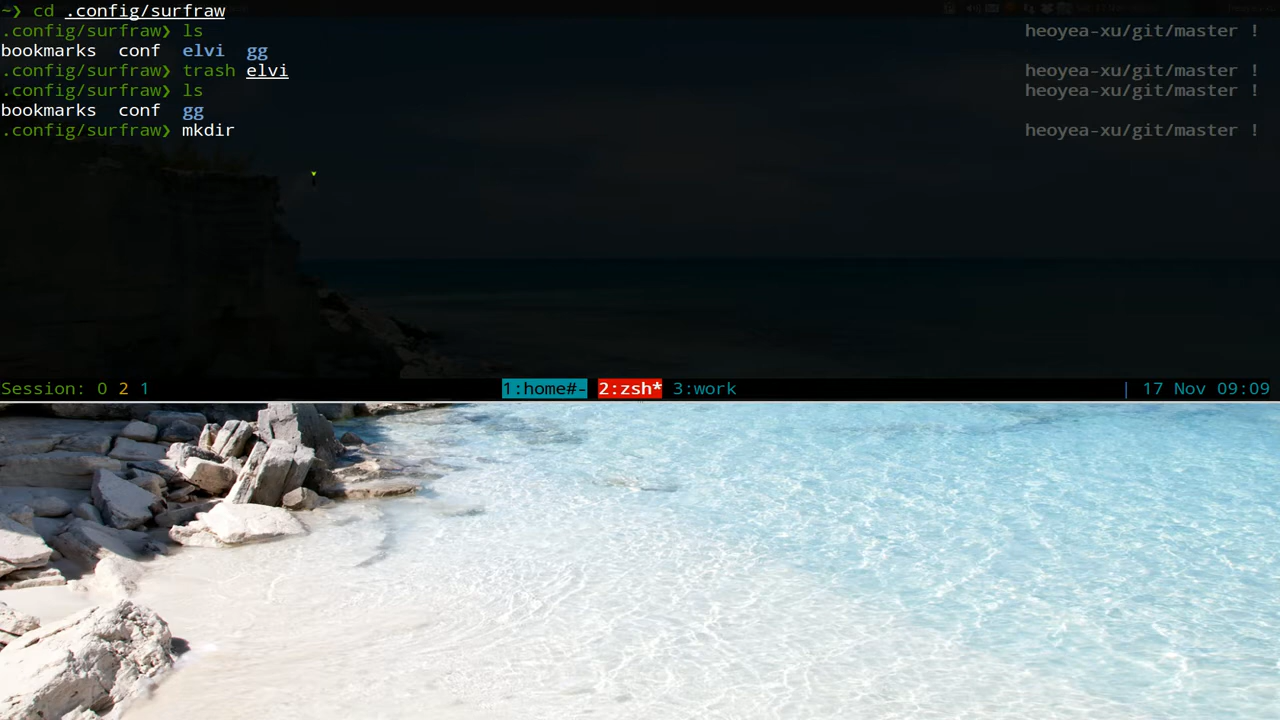 ~❯ cd .config/surfraw
.config/surfraw❯ ls heoyea-xu/git/master !
bookmarks conf elvi gg
.config/surfraw❯ trash elvi heoyea-xu/git/master !
.config/surfraw❯ ls heoyea-xu/git/master !
bookmarks conf gg
.config/surfraw❯ mkdir heoyea-xu/git/master !
Session: 0 2 1 1:home#- 2:zsh* 3:work | 17 Nov 09:09